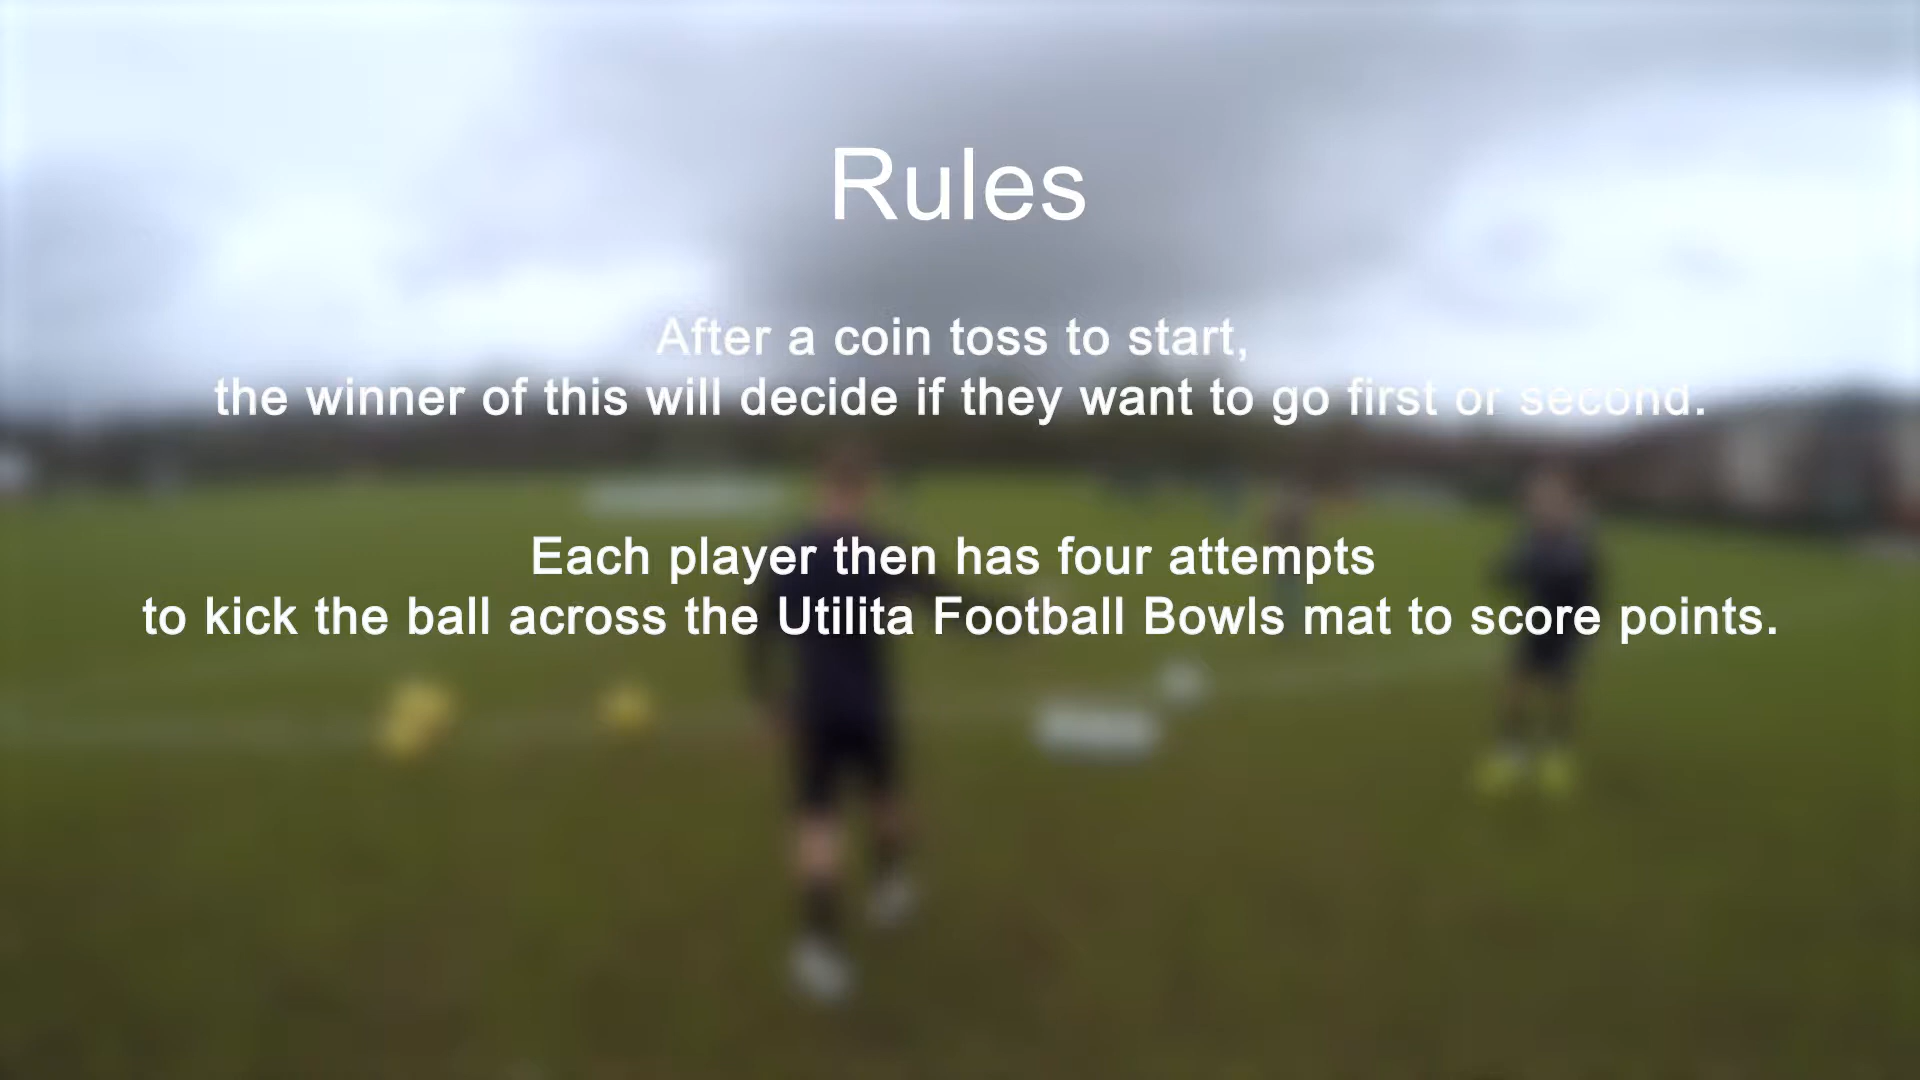 Rules
After a coin toss to start,
the winner of this will decide if they want to go first or second.
Each player then has four attempts
to kick the ball across the Utilita Football Bowls mat to score points.